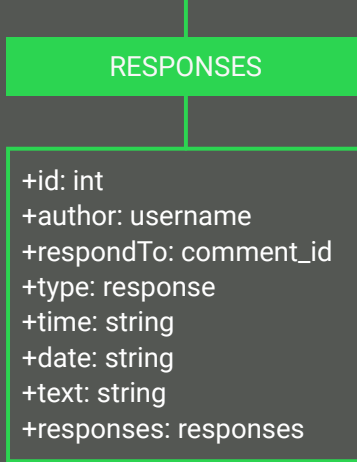 RESPONSES
+id: int
+author: username
+respondTo: comment_id
+type: response
+time: string
+date: string
+text: string
+responses: responses